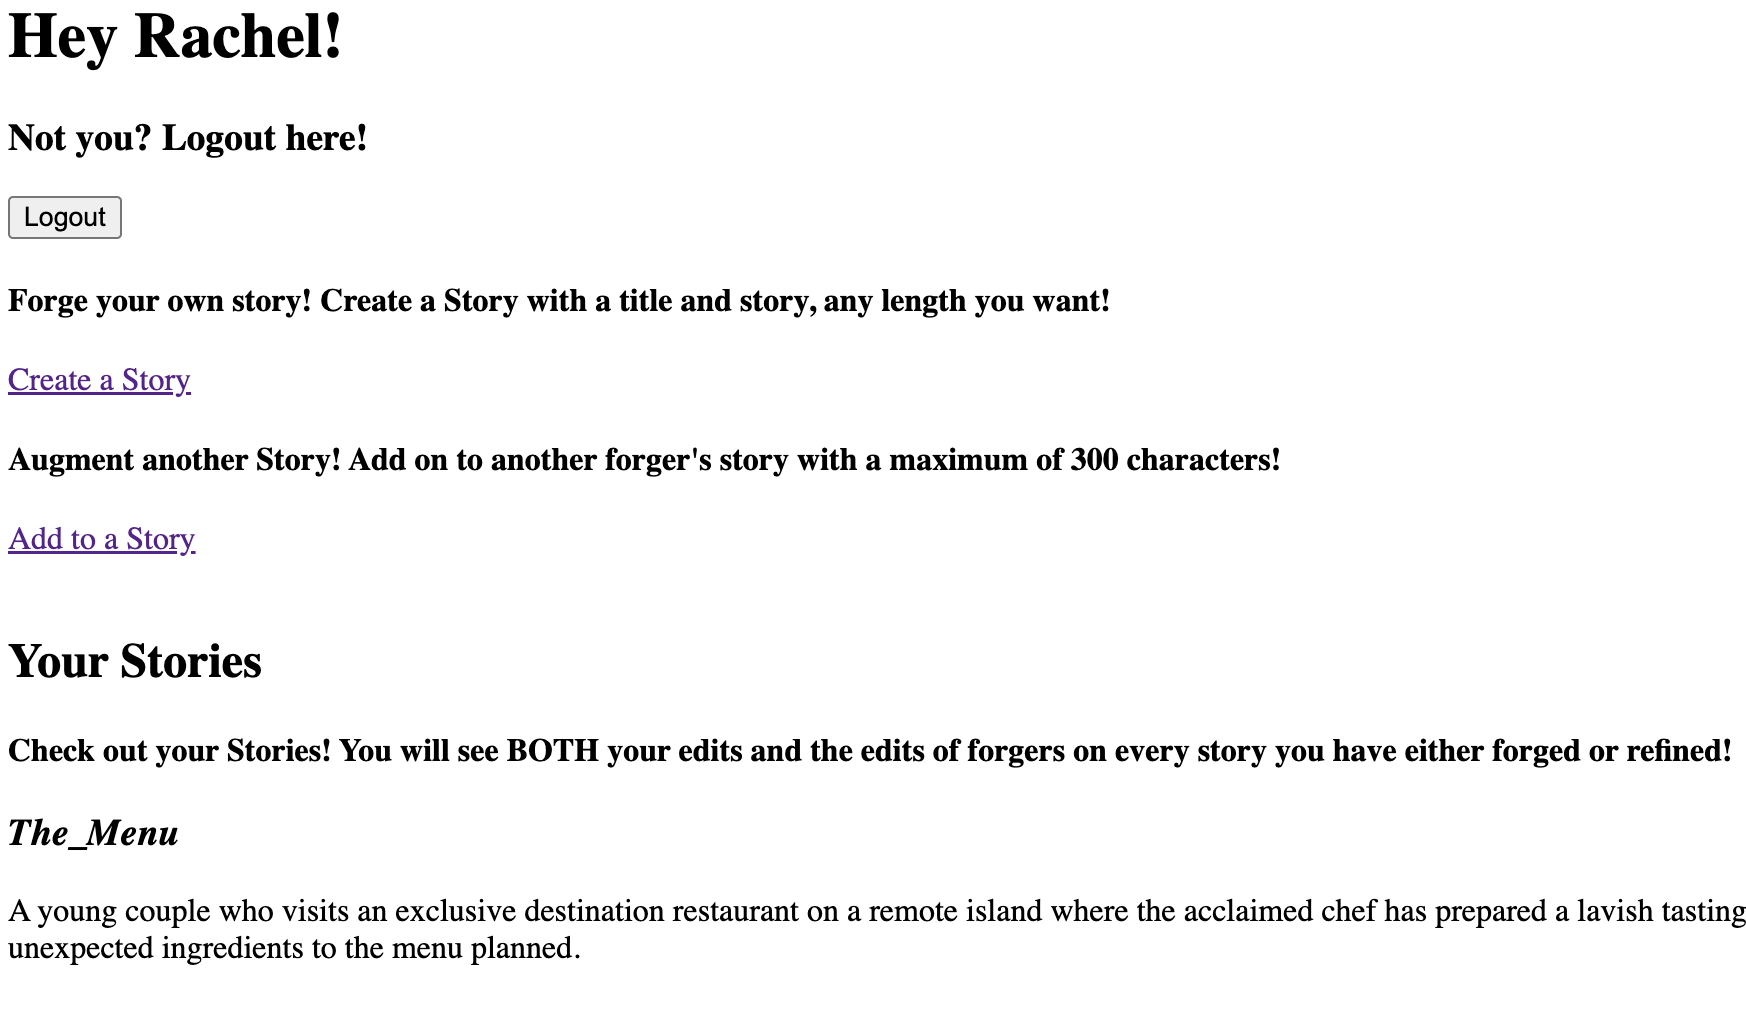 Hey Rachel!
Not you? Logout here!
Logout
Forge your own story! Create a Story with a title and story, any length you want!
Create a Story
Augment another Story! Add on to another forger's story with a maximum of 300 characters!
Add to a Story
Your Stories
Check out your Stories! You will see BOTH your edits and the edits of forgers on every story you have either forged or refined!
The_Menu
A young couple who visits an exclusive destination restaurant on a remote island where the acclaimed chef has prepared a lavish tasting
unexpected ingredients to the menu planned.